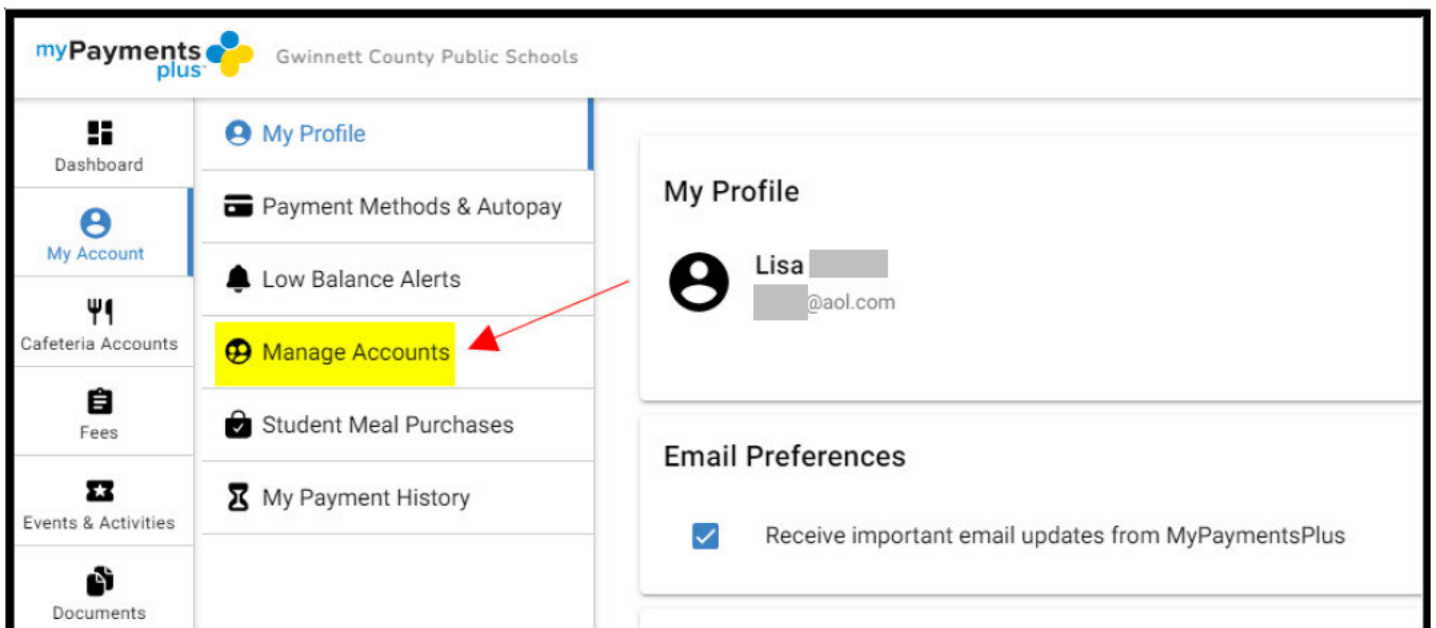 myPayments
plus™
Gwinnett County Public Schools
Dashboard
My Account
Cafeteria Accounts
Fees
Events & Activities
Documents
My Profile
Payment Methods & Autopay
Low Balance Alerts
Manage Accounts
Student Meal Purchases
My Payment History
My Profile
Lisa
@aol.com
Email Preferences
Receive important email updates from MyPaymentsPlus